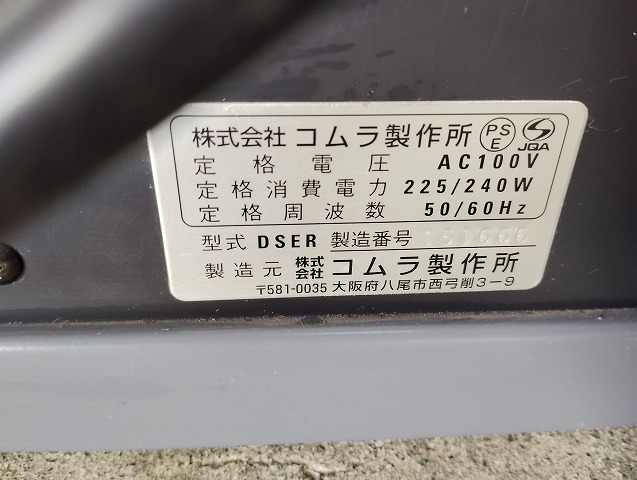 株式会社 コムラ製作所 PSE JQA
定格電圧 AC100V
定格消費電力 225/240W
定格周波数 50/60Hz
型式 DSER 製造番号
製造元 株式会社 コムラ製作所
〒581-0035 大阪府八尾市西弓削3-9